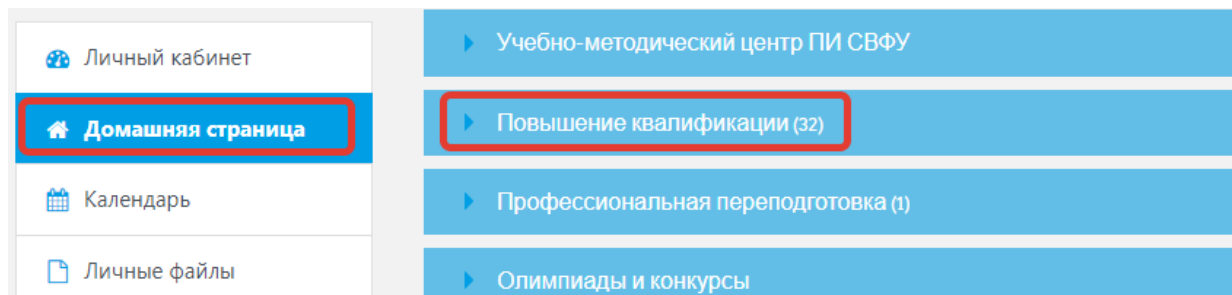 Личный кабинет
Домашняя страница
Календарь
Личные файлы
Учебно-методический центр ПИ СВФУ
Повышение квалификации (32)
Профессиональная переподготовка (1)
Олимпиады и конкурсы